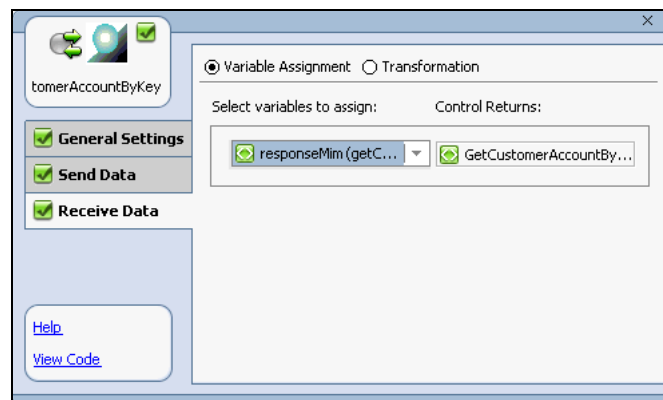 tomerAccountByKey
General Settings
Send Data
Receive Data
Help
View Code
Variable Assignment Transformation
Select variables to assign: Control Returns:
responseMim (getC... GetCustomerAccountBy...